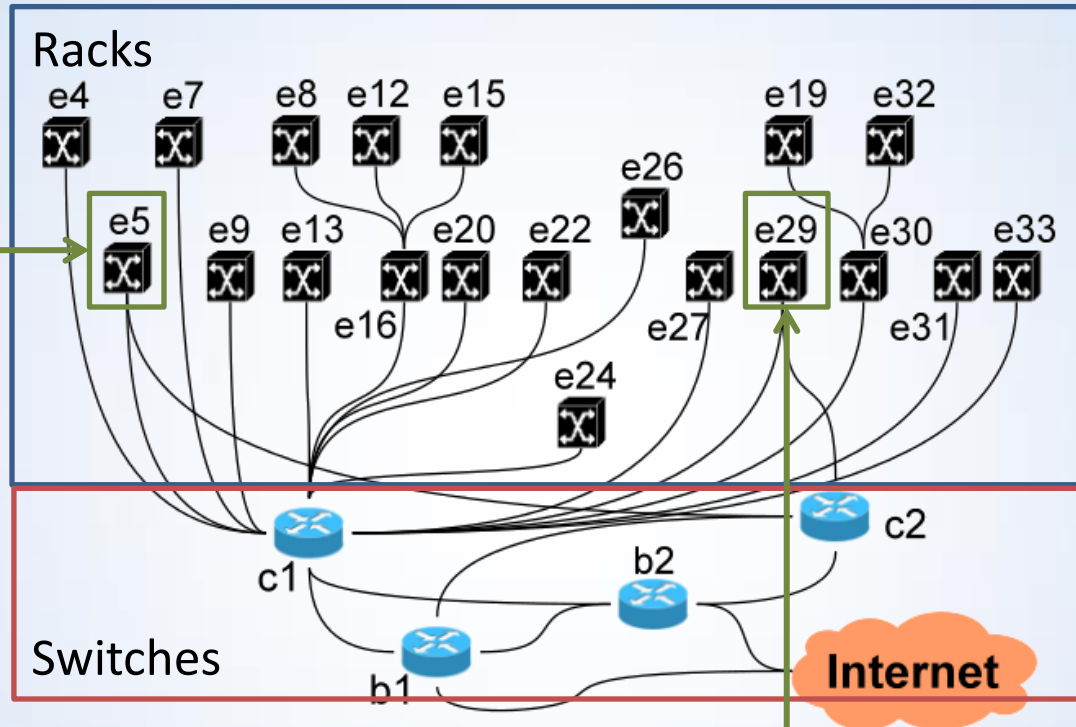 Racks
e4
e7
e8
e12
e15
e19
e32
e26
e5
e9
e13
e20
e22
e29
e30
e33
e16
e27
e31
e24
c1
c2
b2
Switches
b1
Internet